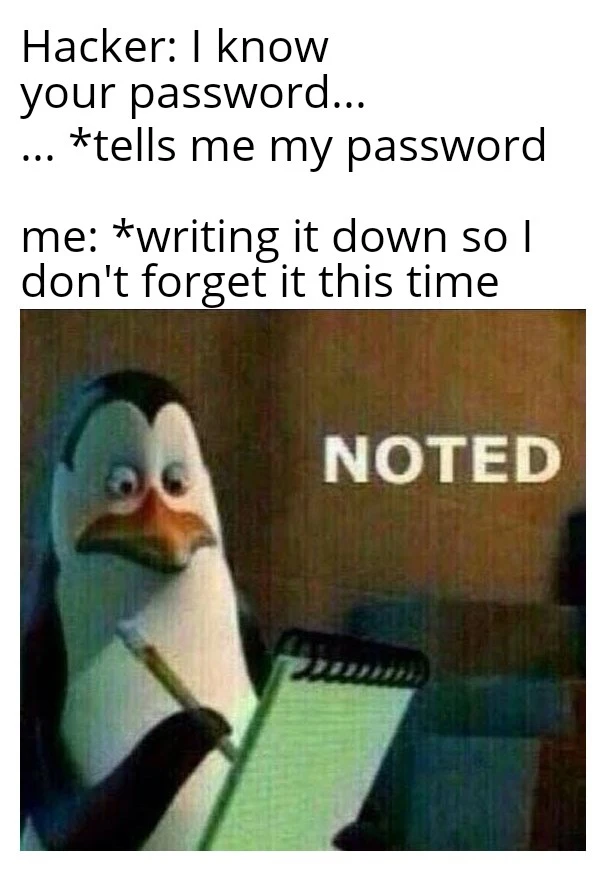 Hacker: I know
your password...
... *tells me my password
me: *writing it down so I
don't forget it this time
NOTED